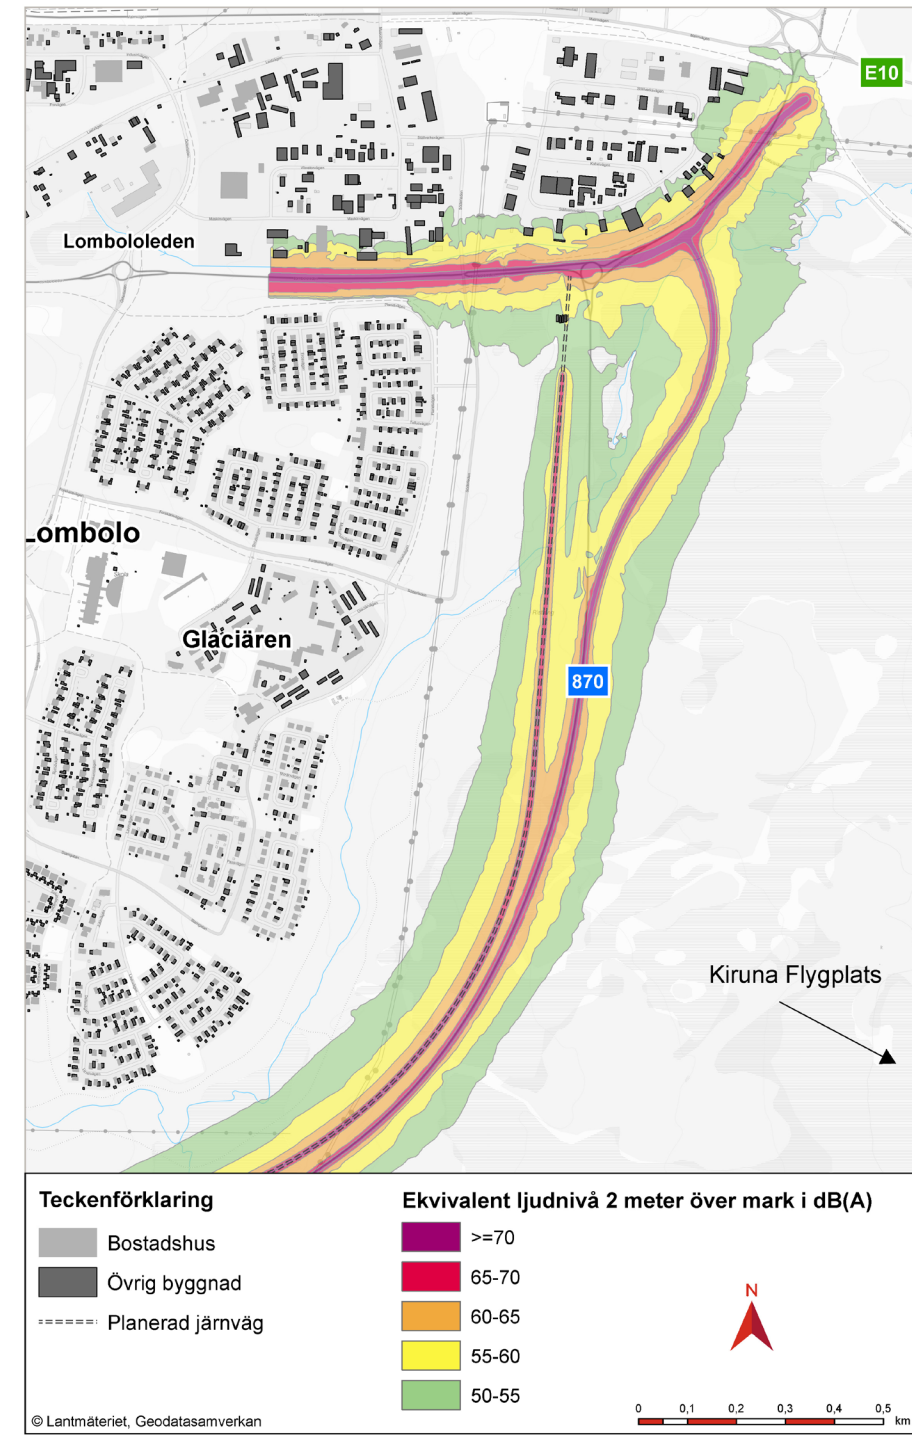 E10
Lombololeden
Lombolo
Glaciären
870
Kiruna Flygplats
Teckenförklaring
Bostadshus
Övrig byggnad
Planerad järnväg
© Lantmäteriet, Geodatasamverkan
Ekvivalent ljudnivå 2 meter över mark i dB(A)
>=70
65-70
60-65
55-60
50-55
N
0 0,1 0,2 0,3 0,4 0,5
km